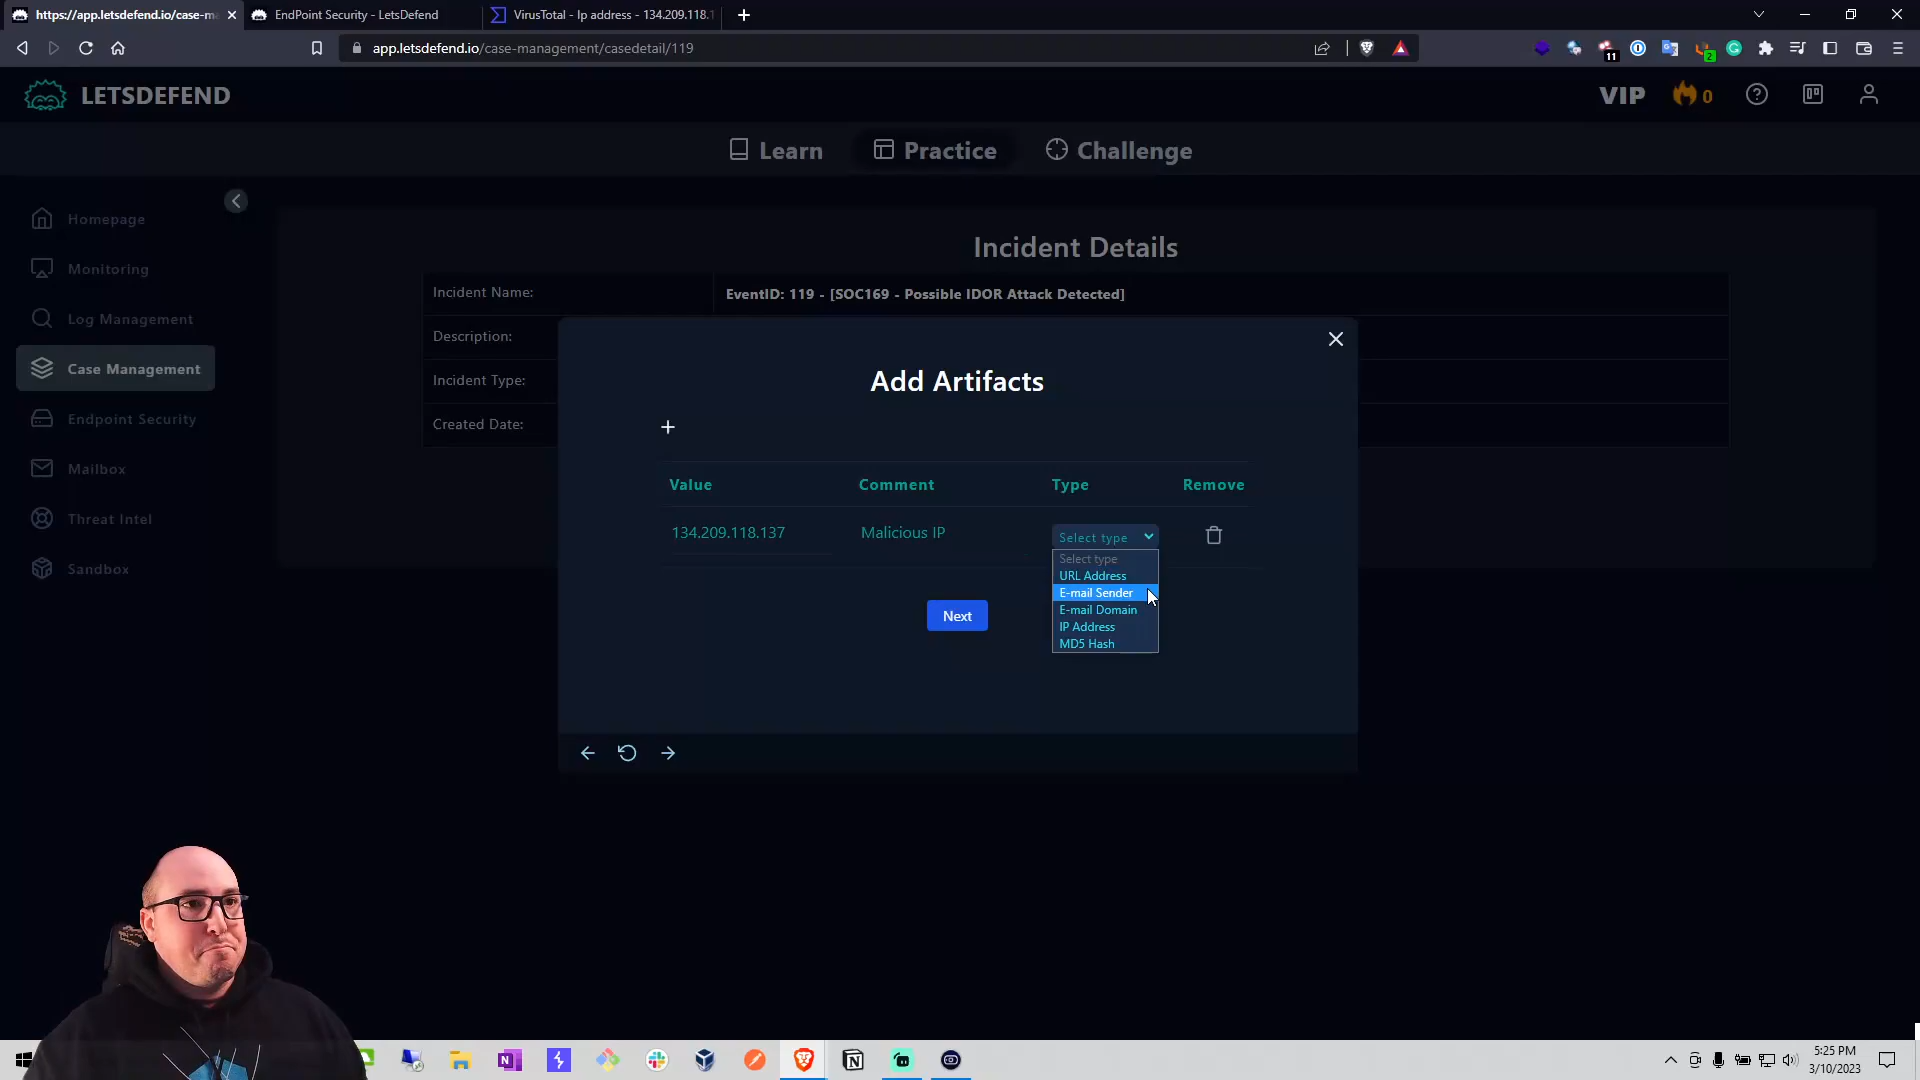 https://app.letsdefend.io/case-m
EndPoint Security - LetsDefend
VirusTotal - Ip address - 134.209.118.1
app.letsdefend.io/case-management/casedetail/119
11
2
LETSDEFEND
VIP
0
Learn
Practice
Challenge
Homepage
Monitoring
Log Management
Case Management
Endpoint Security
Mailbox
Threat Intel
Sandbox
Incident Details
Incident Name:
EventID: 119 - [SOC169 - Possible IDOR Attack Detected]
Description:
Incident Type:
Created Date:
Add Artifacts
Value
Comment
Type
Remove
134.209.118.137
Malicious IP
Select type
Select type
URL Address
E-mail Sender
E-mail Domain
IP Address
MD5 Hash
Next
5:25 PM
3/10/2023